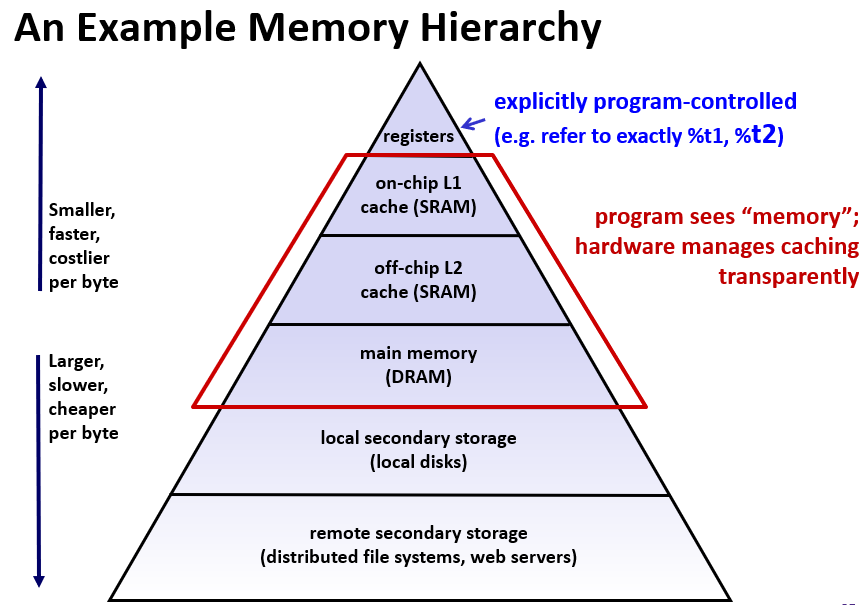 An Example Memory Hierarchy
explicitly program-controlled
(e.g. refer to exactly %t1, %t2)
registers
on-chip L1
cache (SRAM)
Smaller,
faster,
costlier
per byte
program sees “memory”;
hardware manages caching
transparently
off-chip L2
cache (SRAM)
main memory
(DRAM)
Larger,
slower,
cheaper
per byte
local secondary storage
(local disks)
remote secondary storage
(distributed file systems, web servers)